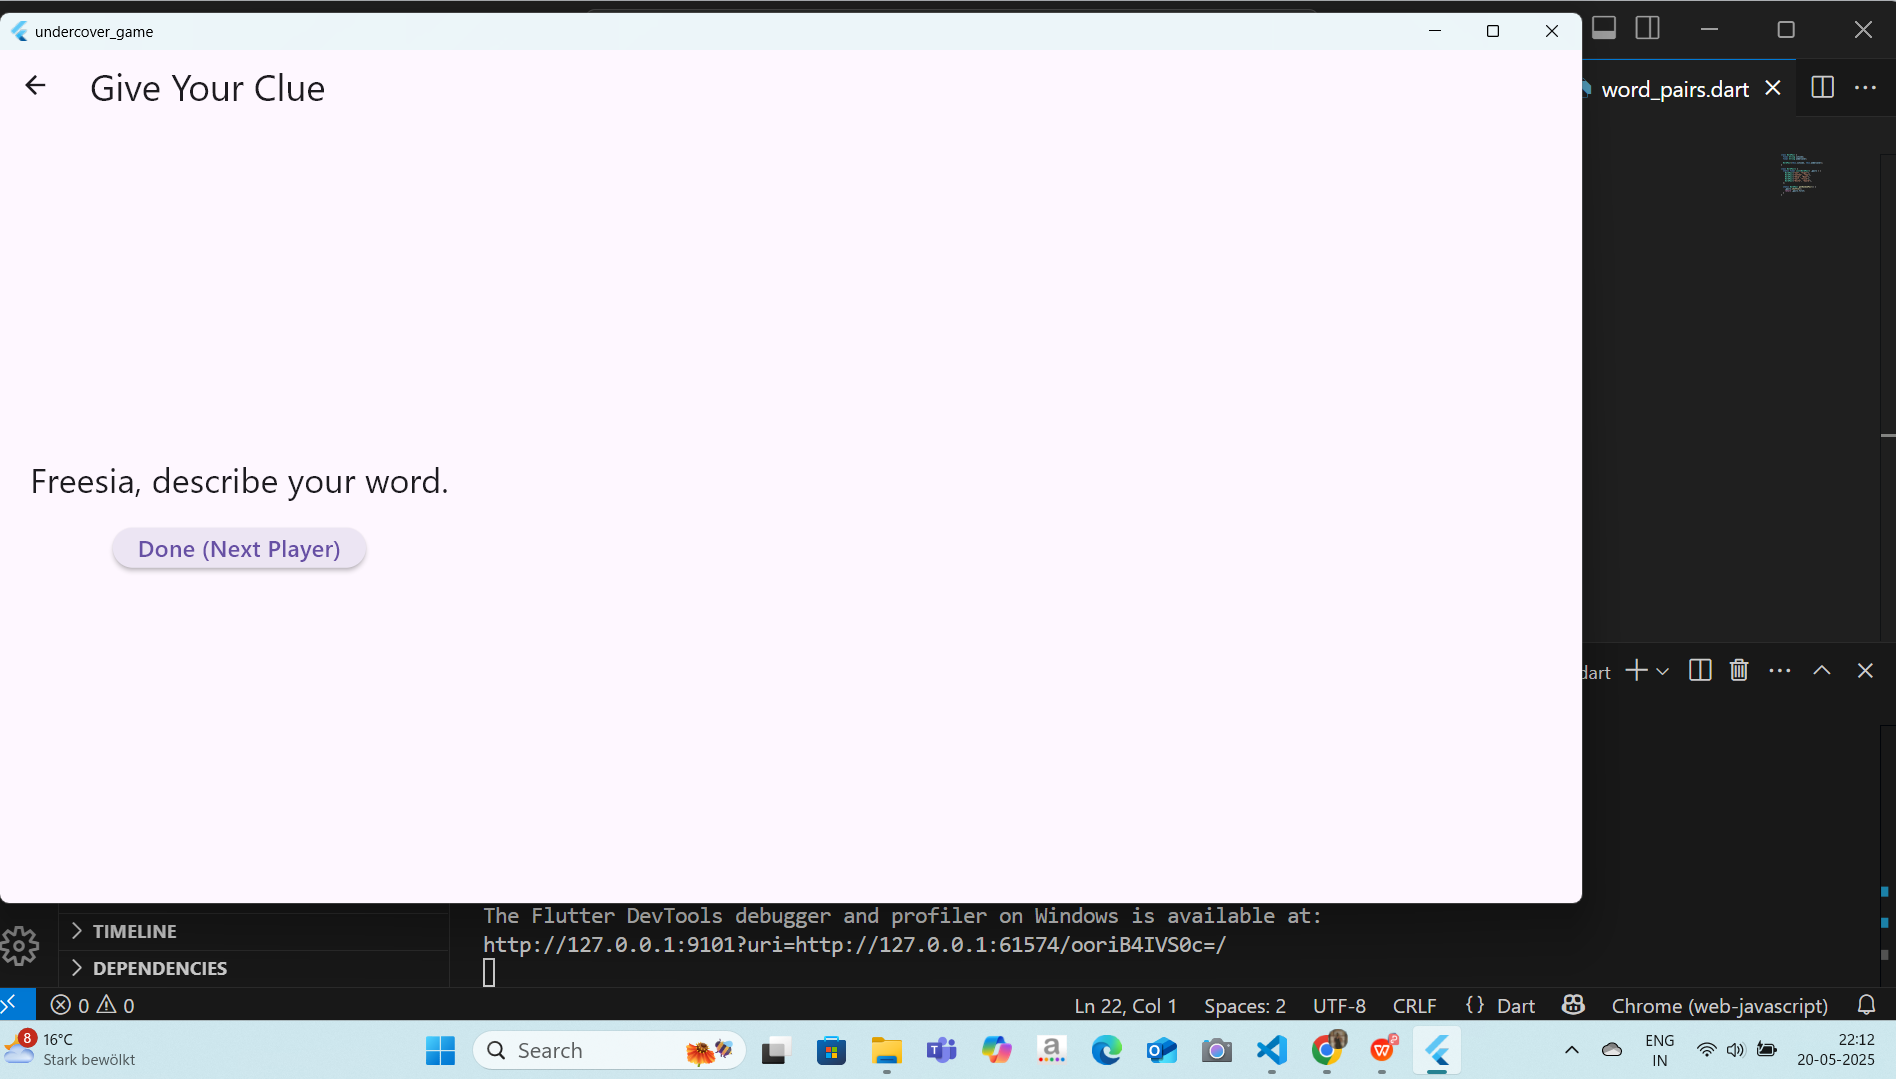 undercover_game
Give Your Clue
Freesia, describe your word.
Done (Next Player)
word_pairs.dart
dart
The Flutter DevTools debugger and profiler on Windows is available at:
http://127.0.0.1:9101?uri=http://127.0.0.1:61574/ooriB4IVS0c=/
TIMELINE
DEPENDENCIES
0 0
Ln 22, Col 1
Spaces: 2
UTF-8
CRLF
{} Dart
Chrome (web-javascript)
8
16°C
Stark bewölkt
Search
ENG
IN
22:12
20-05-2025